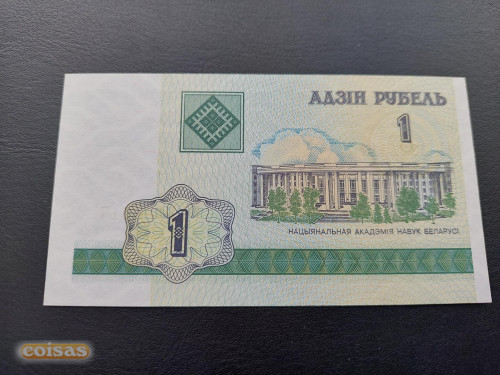 АДЗІН РУБЕЛЬ
1
НАЦЫЯНАЛЬНАЯ АКАДЭМІЯ НАВУК БЕЛАРУСІ
1
coisas